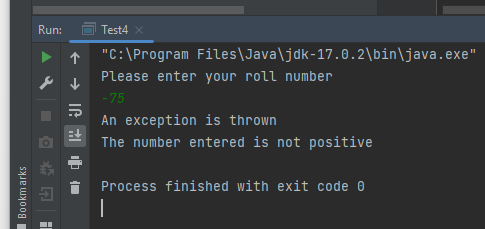 Run: Test4
"C:\Program Files\Java\jdk-17.0.2\bin\java.exe"
Please enter your roll number
-75
An exception is thrown
The number entered is not positive
Process finished with exit code 0
Bookmarks